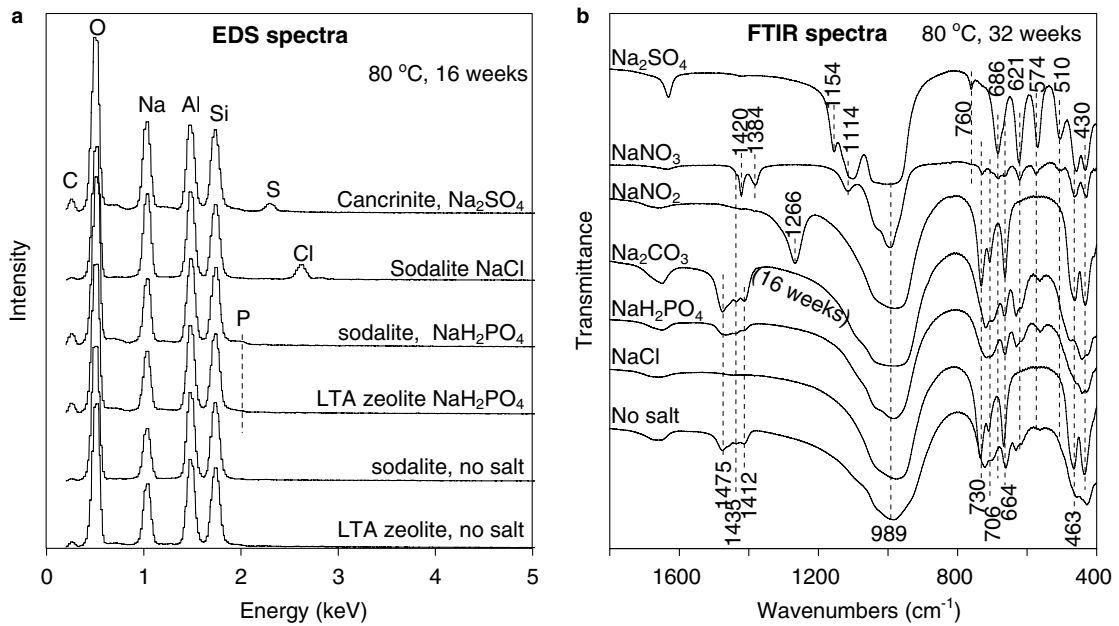 a
EDS spectra
80 °C, 16 weeks
O
C
Na
Al
Si
S
Cancrinite, Na₂SO₄
Cl
Sodalite NaCl
P
sodalite, NaH₂PO₄
LTA zeolite NaH₂PO₄
sodalite, no salt
LTA zeolite, no salt
Intensity
0 1 2 3 4 5
Energy (keV)
b
FTIR spectra
80 °C, 32 weeks
Na₂SO₄
NaNO₃
NaNO₂
Na₂CO₃
NaH₂PO₄
NaCl
No salt
1420
1384
1154
1114
760
686
621
574
510
430
1266
(16 weeks)
1475
1435
1412
989
730
706
664
463
Transmittance
1600 1200 800 400
Wavenumbers (cm⁻¹)